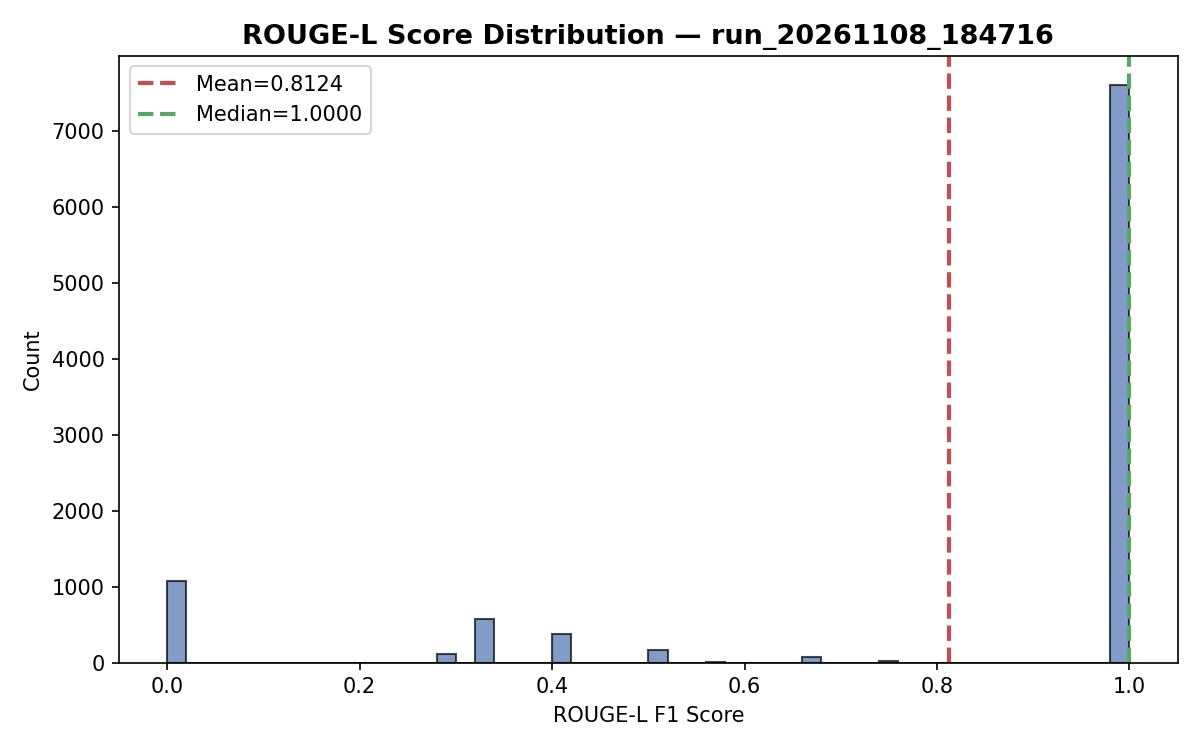 ROUGE-L Score Distribution — run_20261108_184716
Mean=0.8124
Median=1.0000
7000
6000
5000
4000
3000
2000
1000
0
Count
0.0 0.2 0.4 0.6 0.8 1.0
ROUGE-L F1 Score